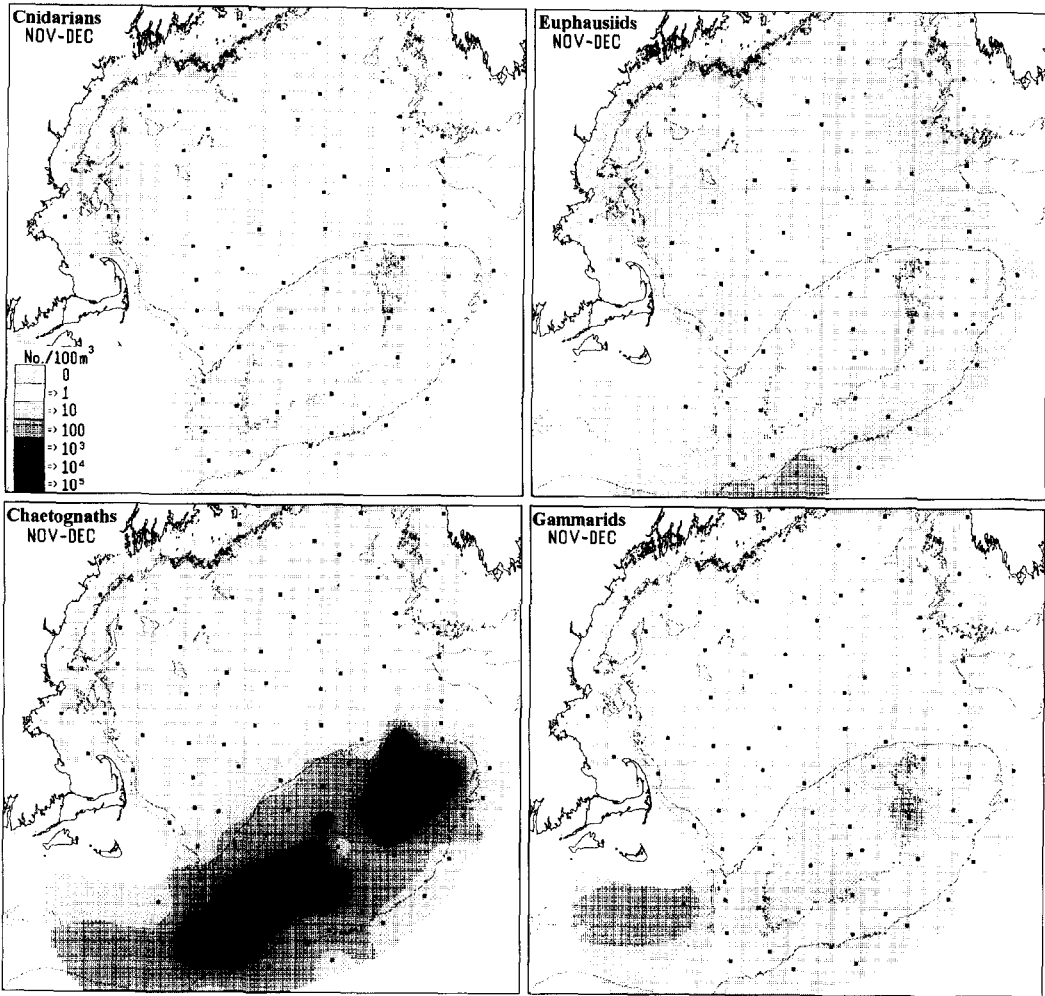 Cnidarians
NOV-DEC
Euphausiids
NOV-DEC
No./100m³
0
=> 1
=> 10
=> 100
=> 10³
=> 10⁴
=> 10⁵
Chaetognaths
NOV-DEC
Gammarids
NOV-DEC